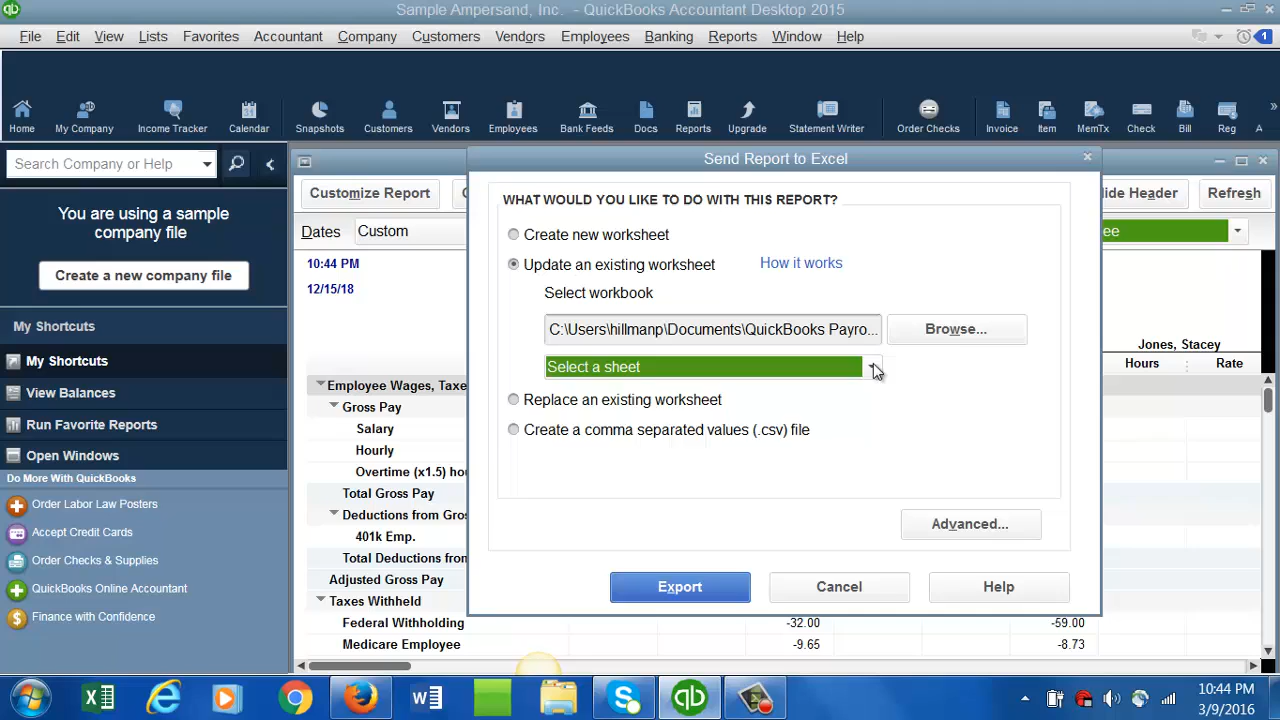 Sample Ampersand, Inc. - QuickBooks Accountant Desktop 2015
File Edit View Lists Favorites Accountant Company Customers Vendors Employees Banking Reports Window Help 1
Home My Company Income Tracker Calendar Snapshots Customers Vendors Employees Bank Feeds Docs Reports Upgrade Statement Writer Order Checks Invoice Item MemTx Check Bill Reg A
Search Company or Help
You are using a sample
company file
Create a new company file
My Shortcuts
My Shortcuts
View Balances
Run Favorite Reports
Open Windows
Do More With QuickBooks
Order Labor Law Posters
Accept Credit Cards
Order Checks & Supplies
QuickBooks Online Accountant
Finance with Confidence
Customize Report
lide Header Refresh
Dates Custom
ee
10:44 PM
12/15/18
Jones, Stacey
Hours Rate
Employee Wages, Taxe
Gross Pay
Salary
Hourly
Overtime (x1.5) hou
Total Gross Pay
Deductions from Gros
401k Emp.
Total Deductions from
Adjusted Gross Pay
Taxes Withheld
Federal Withholding -32.00 -59.00
Medicare Employee -9.65 -8.73
Send Report to Excel
WHAT WOULD YOU LIKE TO DO WITH THIS REPORT?
Create new worksheet
Update an existing worksheet How it works
Select workbook
C:\Users\hillmanp\Documents\QuickBooks Payro... Browse...
Select a sheet
Replace an existing worksheet
Create a comma separated values (.csv) file
Advanced...
Export Cancel Help
10:44 PM
3/9/2016